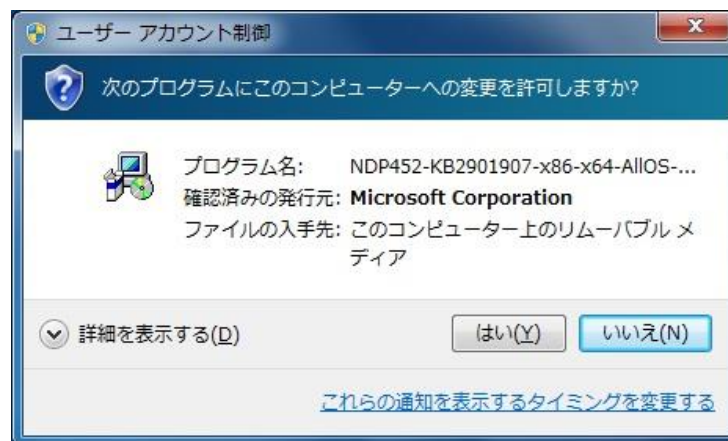 ユーザー アカウント制御
次のプログラムにこのコンピューターへの変更を許可しますか?
プログラム名: NDP452-KB2901907-x86-x64-AllOS-...
確認済みの発行元: Microsoft Corporation
ファイルの入手先: このコンピューター上のリムーバブル メ
ディア
詳細を表示する(D) はい(Y) いいえ(N)
これらの通知を表示するタイミングを変更する